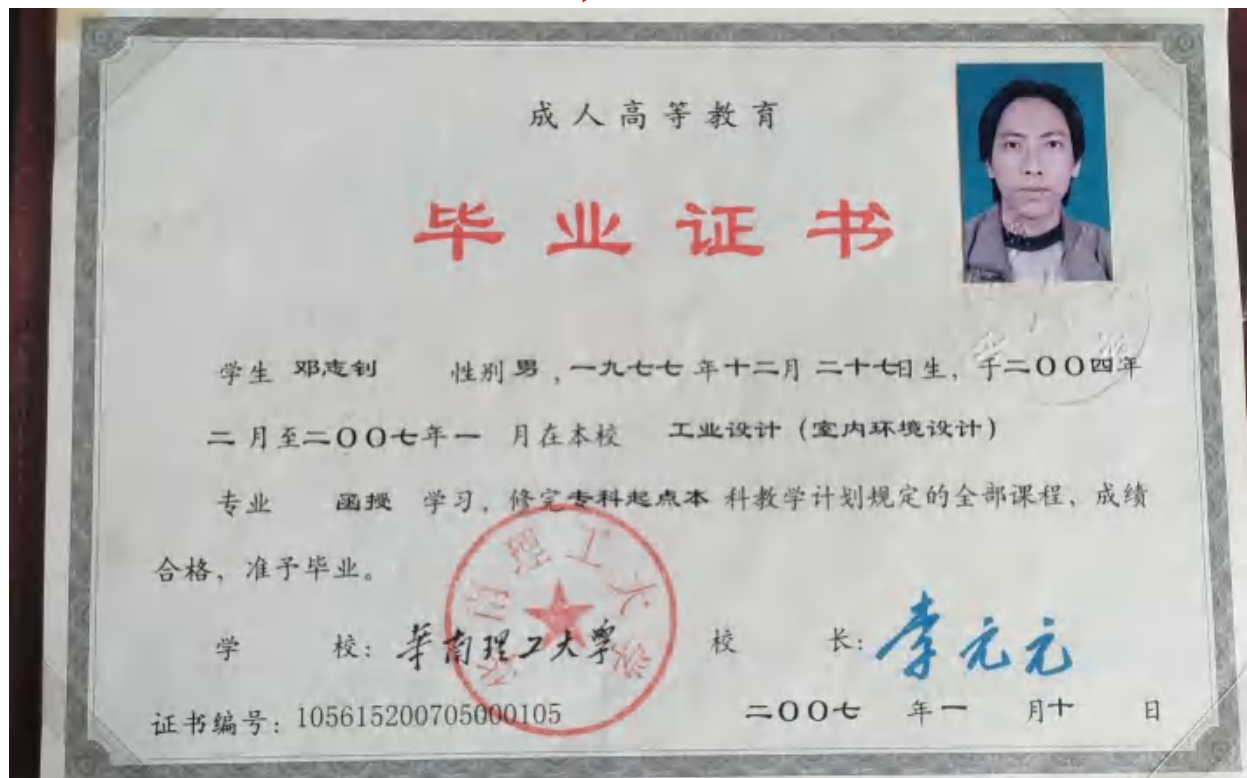 成人高等教育
毕业证书
学生 邓志钊 性别 男 , 一九七七 年 十二 月 二十七 日生, 于二〇〇四年
二 月至二〇〇七年一 月在本校 工业设计 (室内环境设计)
专业 函授 学习, 修完专科起点本 科教学计划规定的全部课程, 成绩
合格, 准予毕业。
学 校: 华南理工大学 校 长: 李元元
华南理工大学
证书编号: 105615200705000105 二〇〇七 年 一 月 十 日